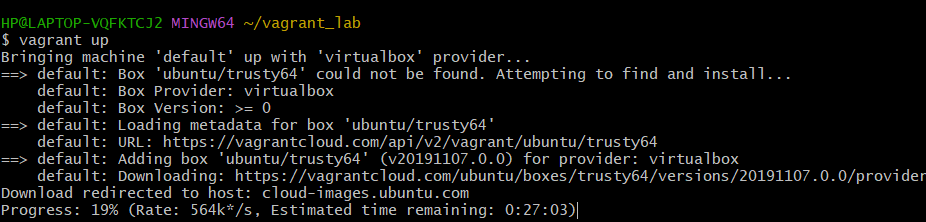 HP@LAPTOP-VQFKTCJ2 MINGW64 ~/vagrant_lab
$ vagrant up
Bringing machine 'default' up with 'virtualbox' provider...
==> default: Box 'ubuntu/trusty64' could not be found. Attempting to find and install...
    default: Box Provider: virtualbox
    default: Box Version: >= 0
==> default: Loading metadata for box 'ubuntu/trusty64'
    default: URL: https://vagrantcloud.com/api/v2/vagrant/ubuntu/trusty64
==> default: Adding box 'ubuntu/trusty64' (v20191107.0.0) for provider: virtualbox
    default: Downloading: https://vagrantcloud.com/ubuntu/boxes/trusty64/versions/20191107.0.0/provider
Download redirected to host: cloud-images.ubuntu.com
Progress: 19% (Rate: 564k*/s, Estimated time remaining: 0:27:03)